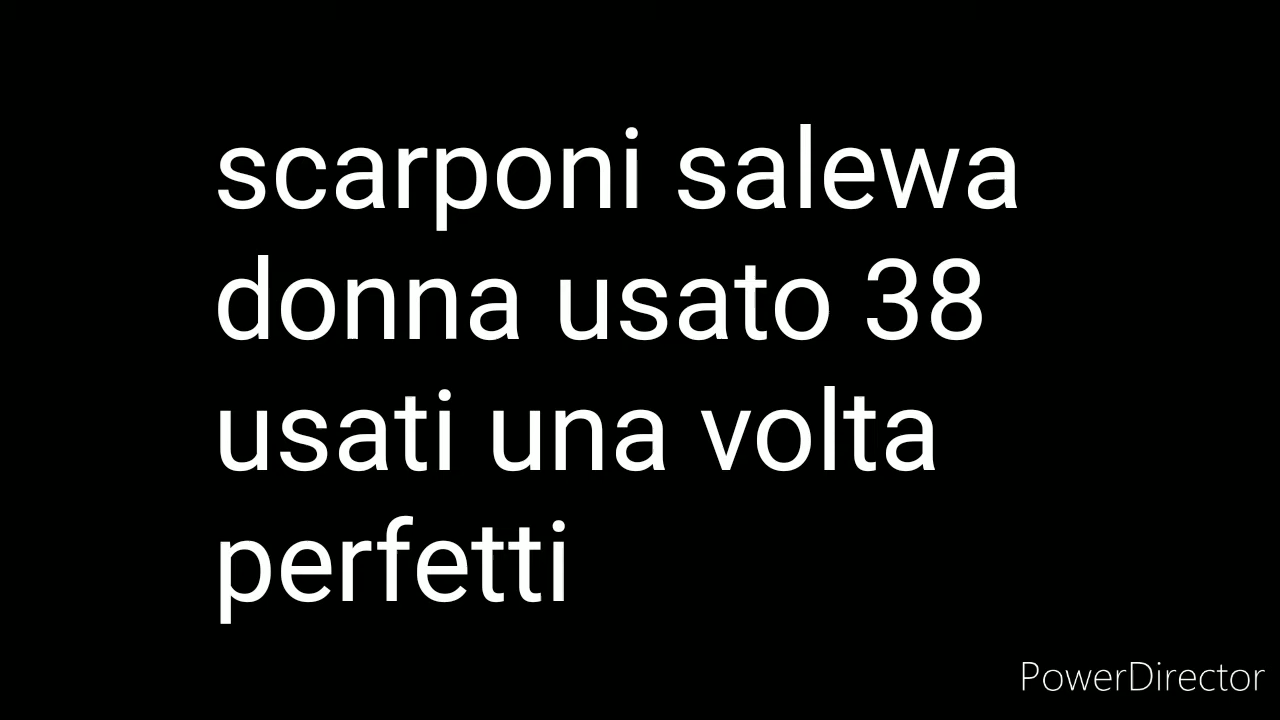 scarponi salewa
donna usato 38
usati una volta
perfetti
PowerDirector